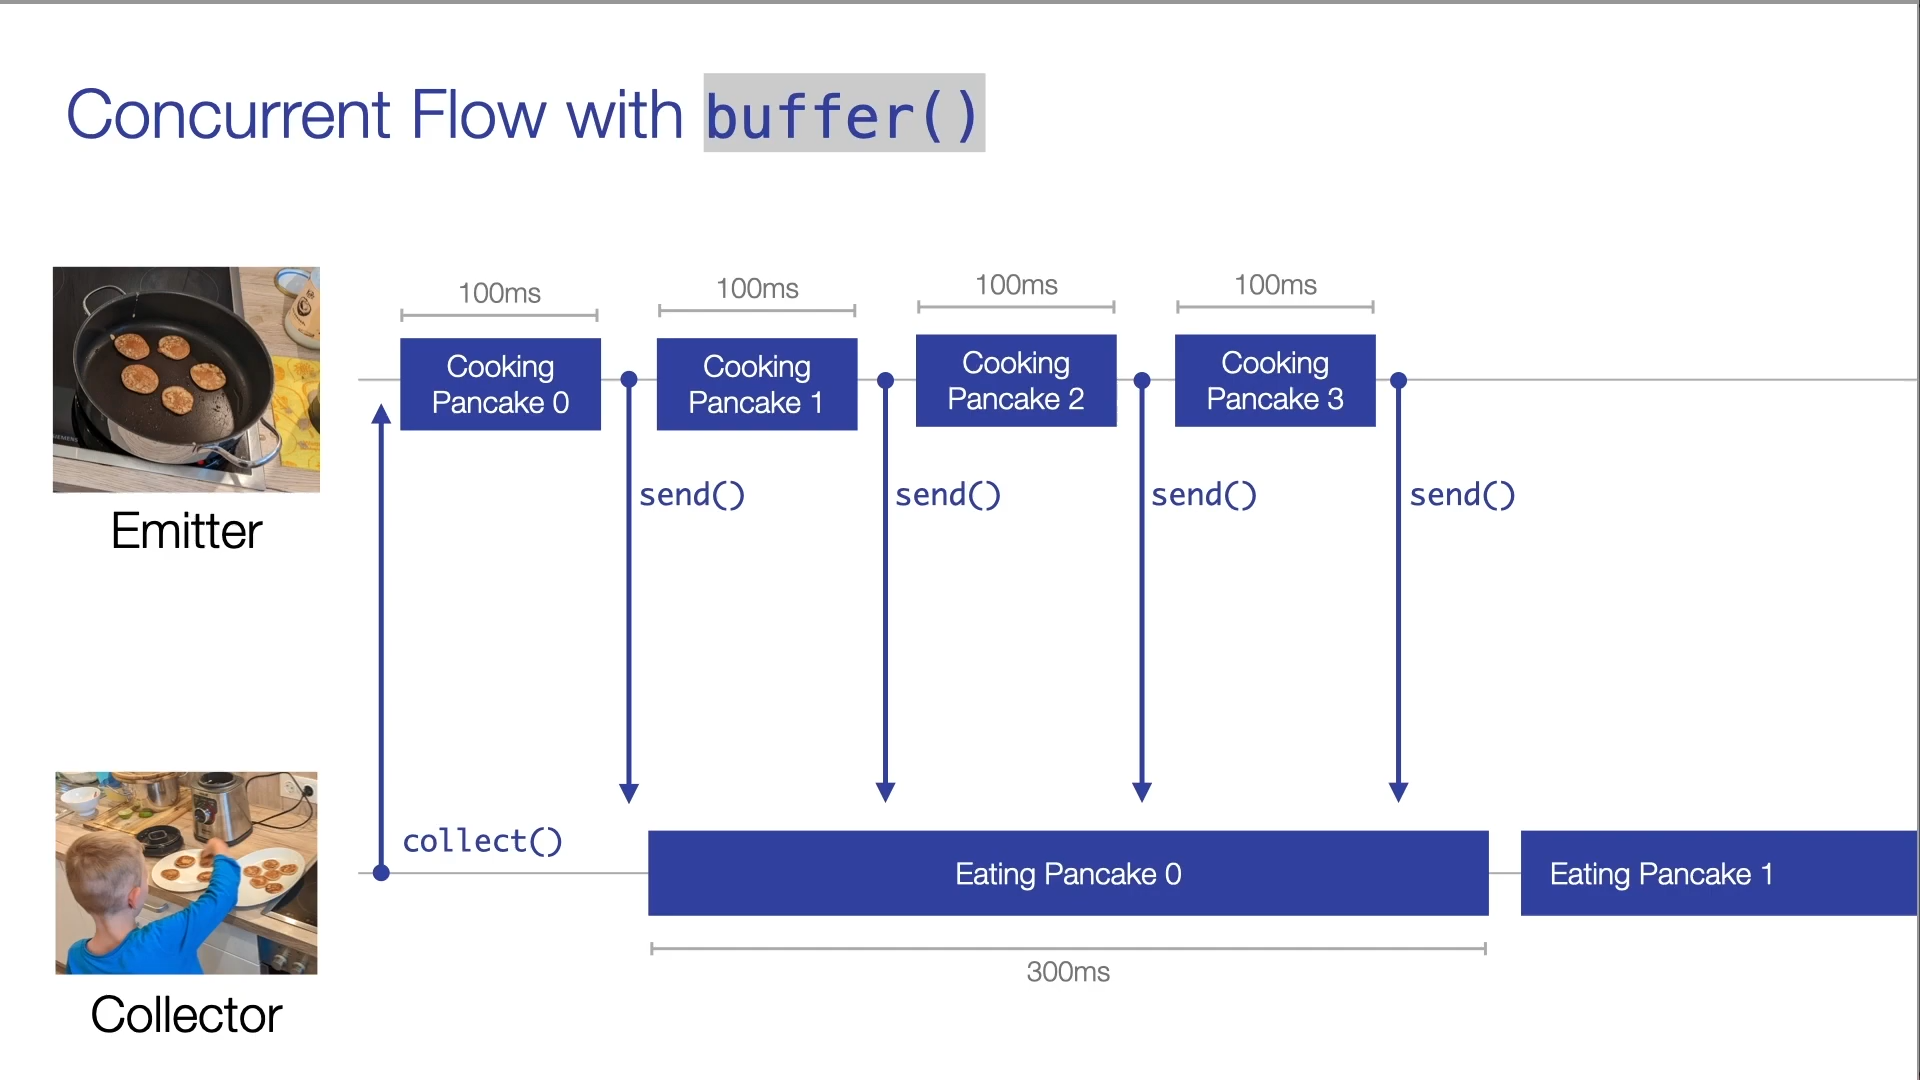 Concurrent Flow with buffer()
100ms
100ms
100ms
100ms
Cooking
Pancake 0
Cooking
Pancake 1
Cooking
Pancake 2
Cooking
Pancake 3
send()
send()
send()
send()
Emitter
collect()
Eating Pancake 0
Eating Pancake 1
300ms
Collector